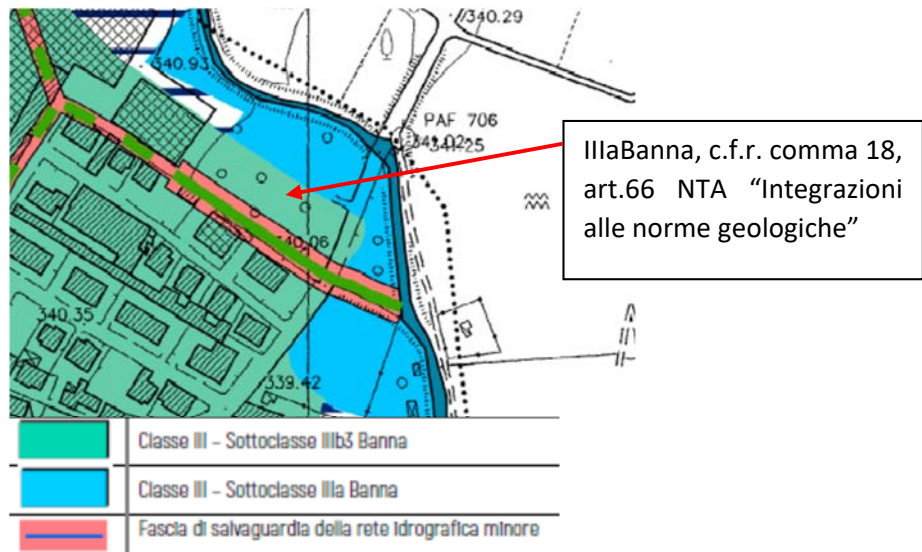 340.29
340.93
PAF 706
341.02
341.25
IIIaBanna, c.f.r. comma 18,
art.66 NTA “Integrazioni
alle norme geologiche”
340.06
340.35
339.42
Classe III – Sottoclasse IIIb3 Banna
Classe III – Sottoclasse IIIa Banna
Fascia di salvaguardia della rete idrografica minore